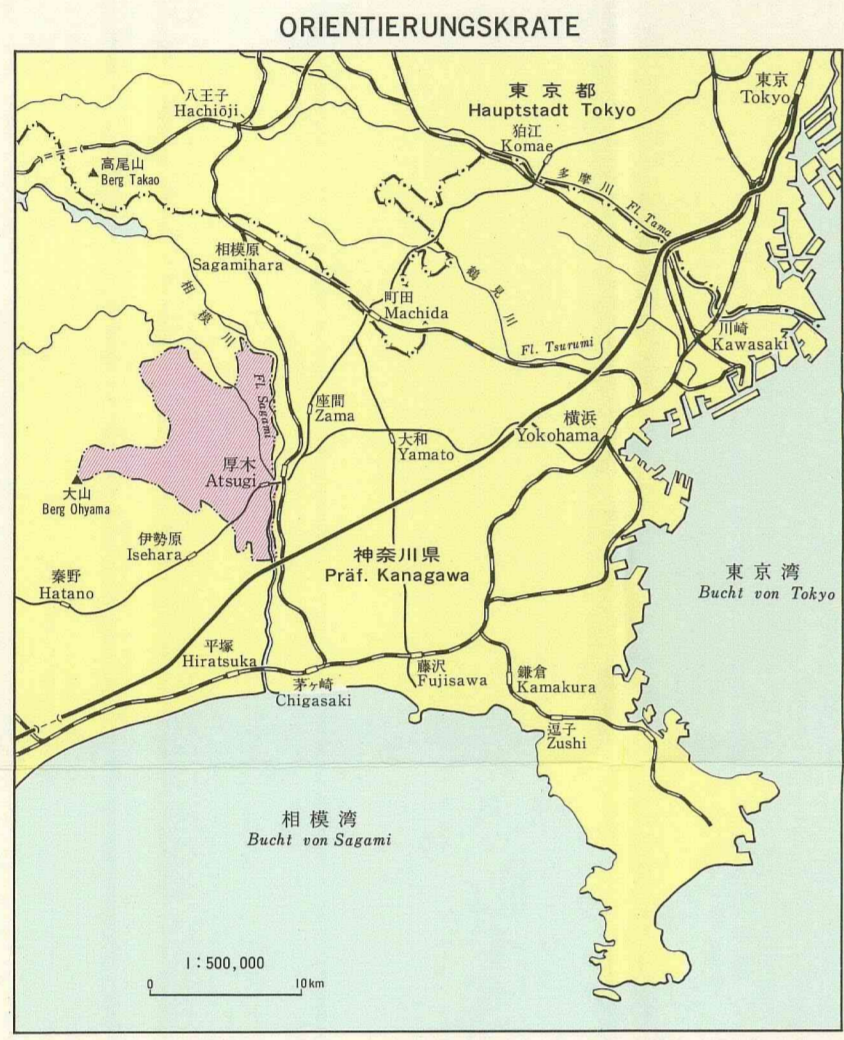 ORIENTIERUNGSKRATE
八王子
Hachiōji
東京都
Hauptstadt Tokyo
東京
Tokyo
狛江
Komae
高尾山
Berg Takao
多摩川
Fl. Tama
相模原
Sagamihara
相模川
鶴見川
町田
Machida
Fl. Tsurumi
川崎
Kawasaki
Fl. Sagami
座間
Zama
大和
Yamato
横浜
Yokohama
厚木
Atsugi
大山
Berg Ohyama
伊勢原
Isehara
秦野
Hatano
神奈川県
Präf. Kanagawa
東京湾
Bucht von Tokyo
平塚
Hiratsuka
茅ヶ崎
Chigasaki
藤沢
Fujisawa
鎌倉
Kamakura
逗子
Zushi
相模湾
Bucht von Sagami
1:500,000
0 10km